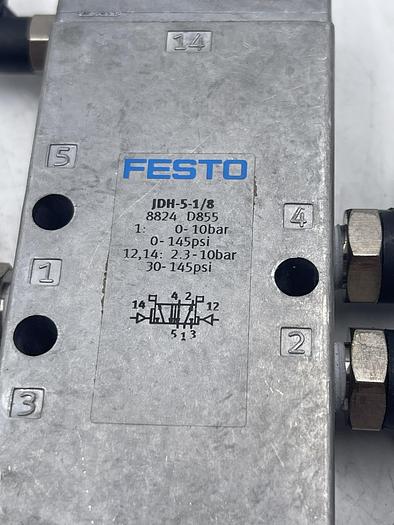 14
5
FESTO
JDH-5-1/8
8824 D855
1: 0-10bar
0-145psi
12,14: 2.3-10bar
30-145psi
4
1
4 2
14 12
5 1 3
2
3